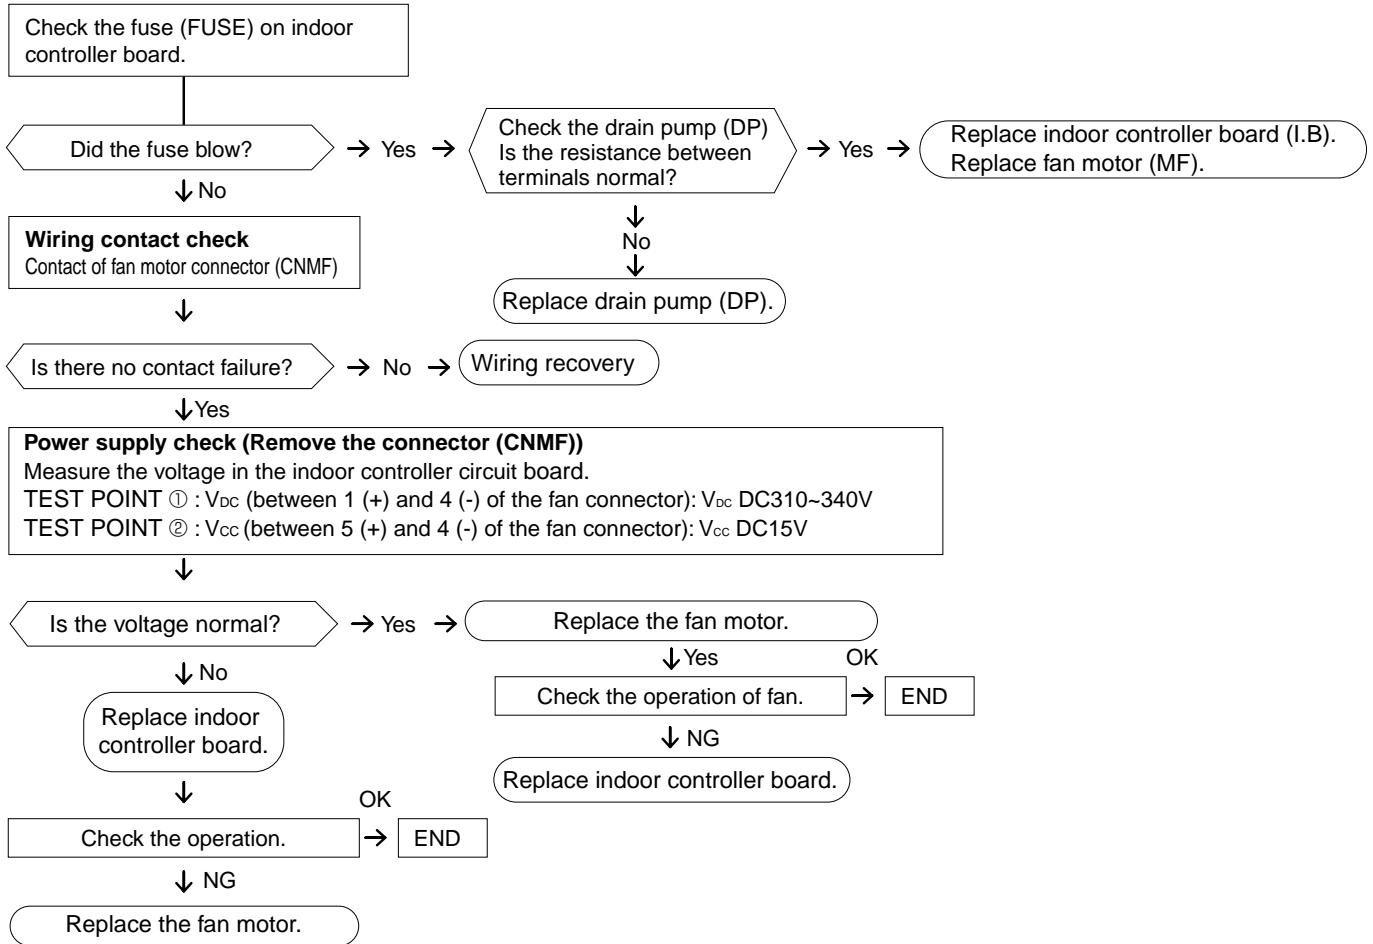 Check the fuse (FUSE) on indoor
controller board.
Did the fuse blow?
Yes
Check the drain pump (DP)
Is the resistance between
terminals normal?
Yes
Replace indoor controller board (I.B).
Replace fan motor (MF).
No
No
Replace drain pump (DP).
Wiring contact check
Contact of fan motor connector (CNMF)
Is there no contact failure?
No
Wiring recovery
Yes
Power supply check (Remove the connector (CNMF))
Measure the voltage in the indoor controller circuit board.
TEST POINT ① : VDC (between 1 (+) and 4 (-) of the fan connector): VDC DC310~340V
TEST POINT ② : Vcc (between 5 (+) and 4 (-) of the fan connector): Vcc DC15V
Is the voltage normal?
Yes
Replace the fan motor.
Yes
OK
Check the operation of fan.
END
NG
Replace indoor controller board.
No
Replace indoor
controller board.
OK
Check the operation.
END
NG
Replace the fan motor.